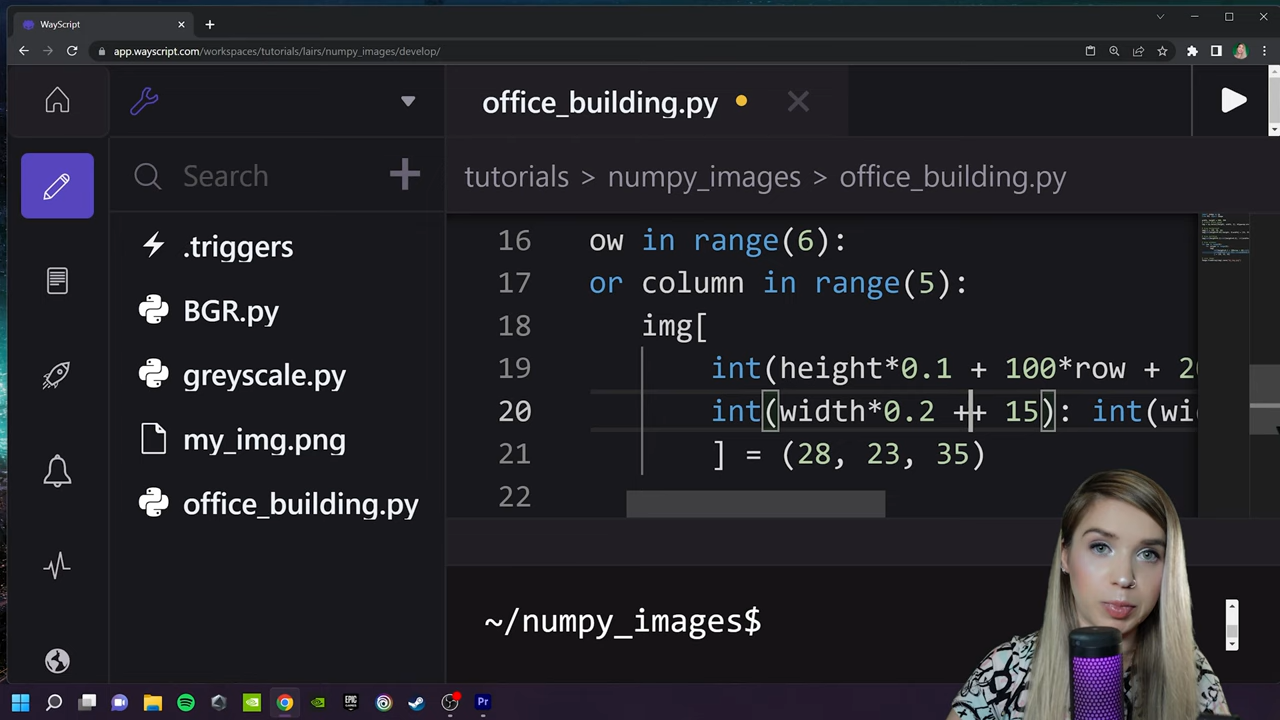 WayScript
app.wayscript.com/workspaces/tutorials/lairs/numpy_images/develop/
office_building.py
Search
tutorials > numpy_images > office_building.py
.triggers
BGR.py
greyscale.py
my_img.png
office_building.py
16 ow in range(6):
17 or column in range(5):
18 img[
19 int(height*0.1 + 100*row + 20
20 int(width*0.2 ++ 15): int(wi
21 ] = (28, 23, 35)
22
~/numpy_images$
EPIC
Pr